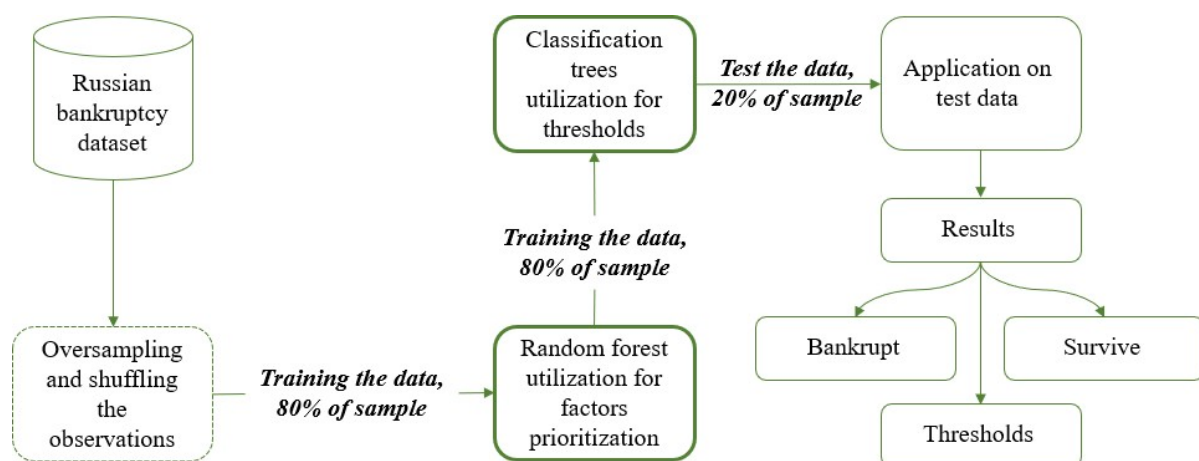 Russian
bankruptcy
dataset
Oversampling
and shuffling
the
observations
Training the data,
80% of sample
Random forest
utilization for
factors
prioritization
Training the data,
80% of sample
Classification
trees
utilization for
thresholds
Test the data,
20% of sample
Application on
test data
Results
Bankrupt
Survive
Thresholds